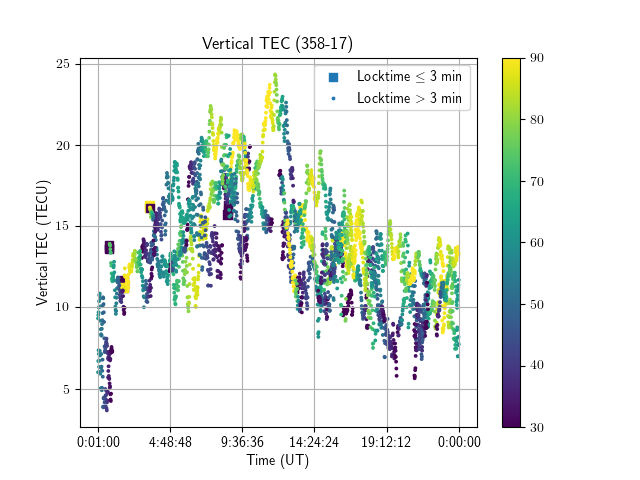 Vertical TEC (358-17)
Locktime ≤ 3 min
Locktime > 3 min
Vertical TEC (TECU)
25
20
15
10
5
0:01:00 4:48:48 9:36:36 14:24:24 19:12:12 0:00:00
Time (UT)
90
80
70
60
50
40
30